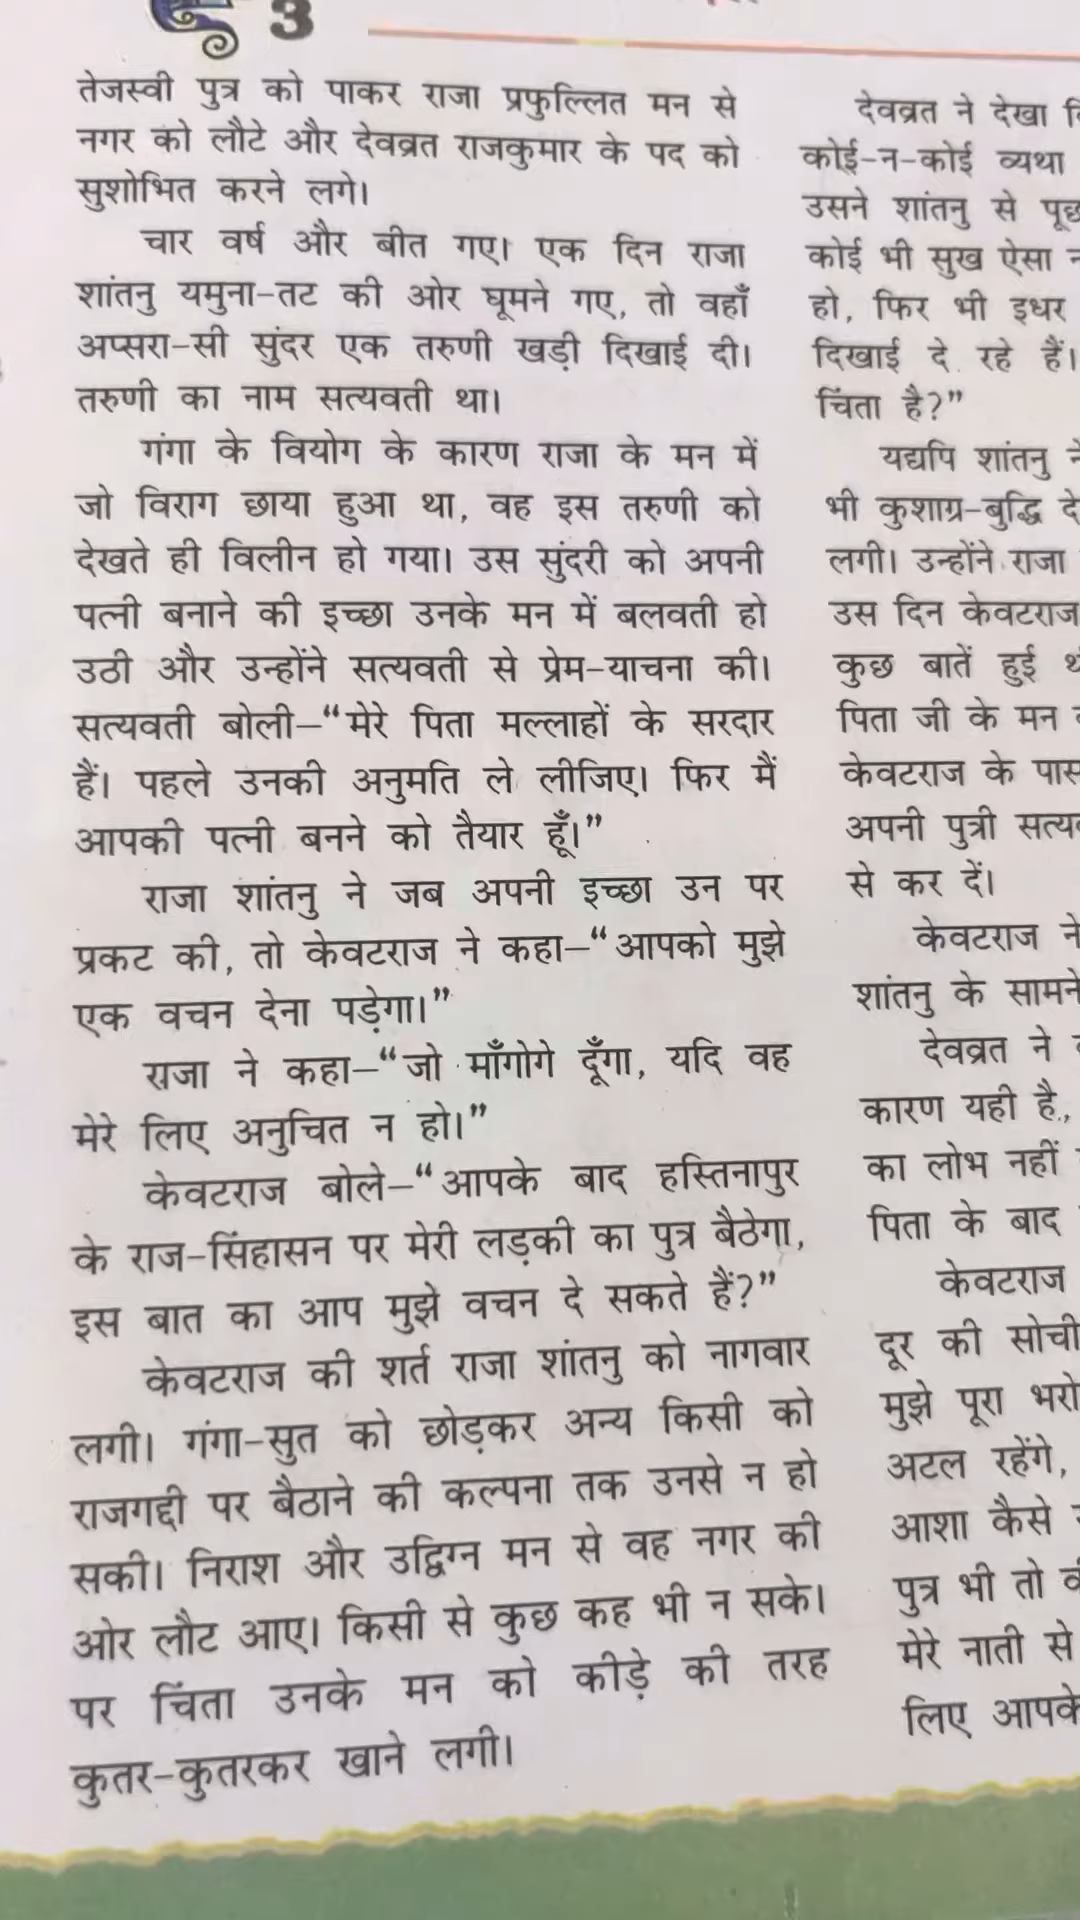 3
तेजस्वी पुत्र को पाकर राजा प्रफुल्लित मन से
नगर को लौटे और देवव्रत राजकुमार के पद को
सुशोभित करने लगे।
चार वर्ष और बीत गए। एक दिन राजा
शांतनु यमुना-तट की ओर घूमने गए, तो वहाँ
अप्सरा-सी सुंदर एक तरुणी खड़ी दिखाई दी।
तरुणी का नाम सत्यवती था।
गंगा के वियोग के कारण राजा के मन में
जो विराग छाया हुआ था, वह इस तरुणी को
देखते ही विलीन हो गया। उस सुंदरी को अपनी
पत्नी बनाने की इच्छा उनके मन में बलवती हो
उठी और उन्होंने सत्यवती से प्रेम-याचना की।
सत्यवती बोली–“मेरे पिता मल्लाहों के सरदार
हैं। पहले उनकी अनुमति ले लीजिए। फिर मैं
आपकी पत्नी बनने को तैयार हूँ।”
राजा शांतनु ने जब अपनी इच्छा उन पर
प्रकट की, तो केवटराज ने कहा–“आपको मुझे
एक वचन देना पड़ेगा।”
राजा ने कहा–“जो माँगोगे दूँगा, यदि वह
मेरे लिए अनुचित न हो।”
केवटराज बोले–“आपके बाद हस्तिनापुर
के राज-सिंहासन पर मेरी लड़की का पुत्र बैठेगा,
इस बात का आप मुझे वचन दे सकते हैं?”
केवटराज की शर्त राजा शांतनु को नागवार
लगी। गंगा-सुत को छोड़कर अन्य किसी को
राजगद्दी पर बैठाने की कल्पना तक उनसे न हो
सकी। निराश और उद्विग्न मन से वह नगर की
ओर लौट आए। किसी से कुछ कह भी न सके।
पर चिंता उनके मन को कीड़े की तरह
कुतर-कुतरकर खाने लगी।
देवव्रत ने देखा
कोई-न-कोई व्यथा
उसने शांतनु से
कोई भी सुख ऐसा
हो, फिर भी इधर
दिखाई दे रहे हैं।
चिंता है?”
यद्यपि शांतनु
भी कुशाग्र-बुद्धि
लगी। उन्होंने राजा
उस दिन केवटराज
कुछ बातें हुई
पिता जी के मन
केवटराज के पास
अपनी पुत्री
से कर दें।
केवटराज ने
शांतनु के सामने
देवव्रत ने
कारण यही है,
का लोभ नहीं
पिता के बाद
केवटराज
दूर की सोची
मुझे पूरा
अटल रहेंगे,
आशा कैसे
पुत्र भी तो
मेरे नाती से
लिए आपके